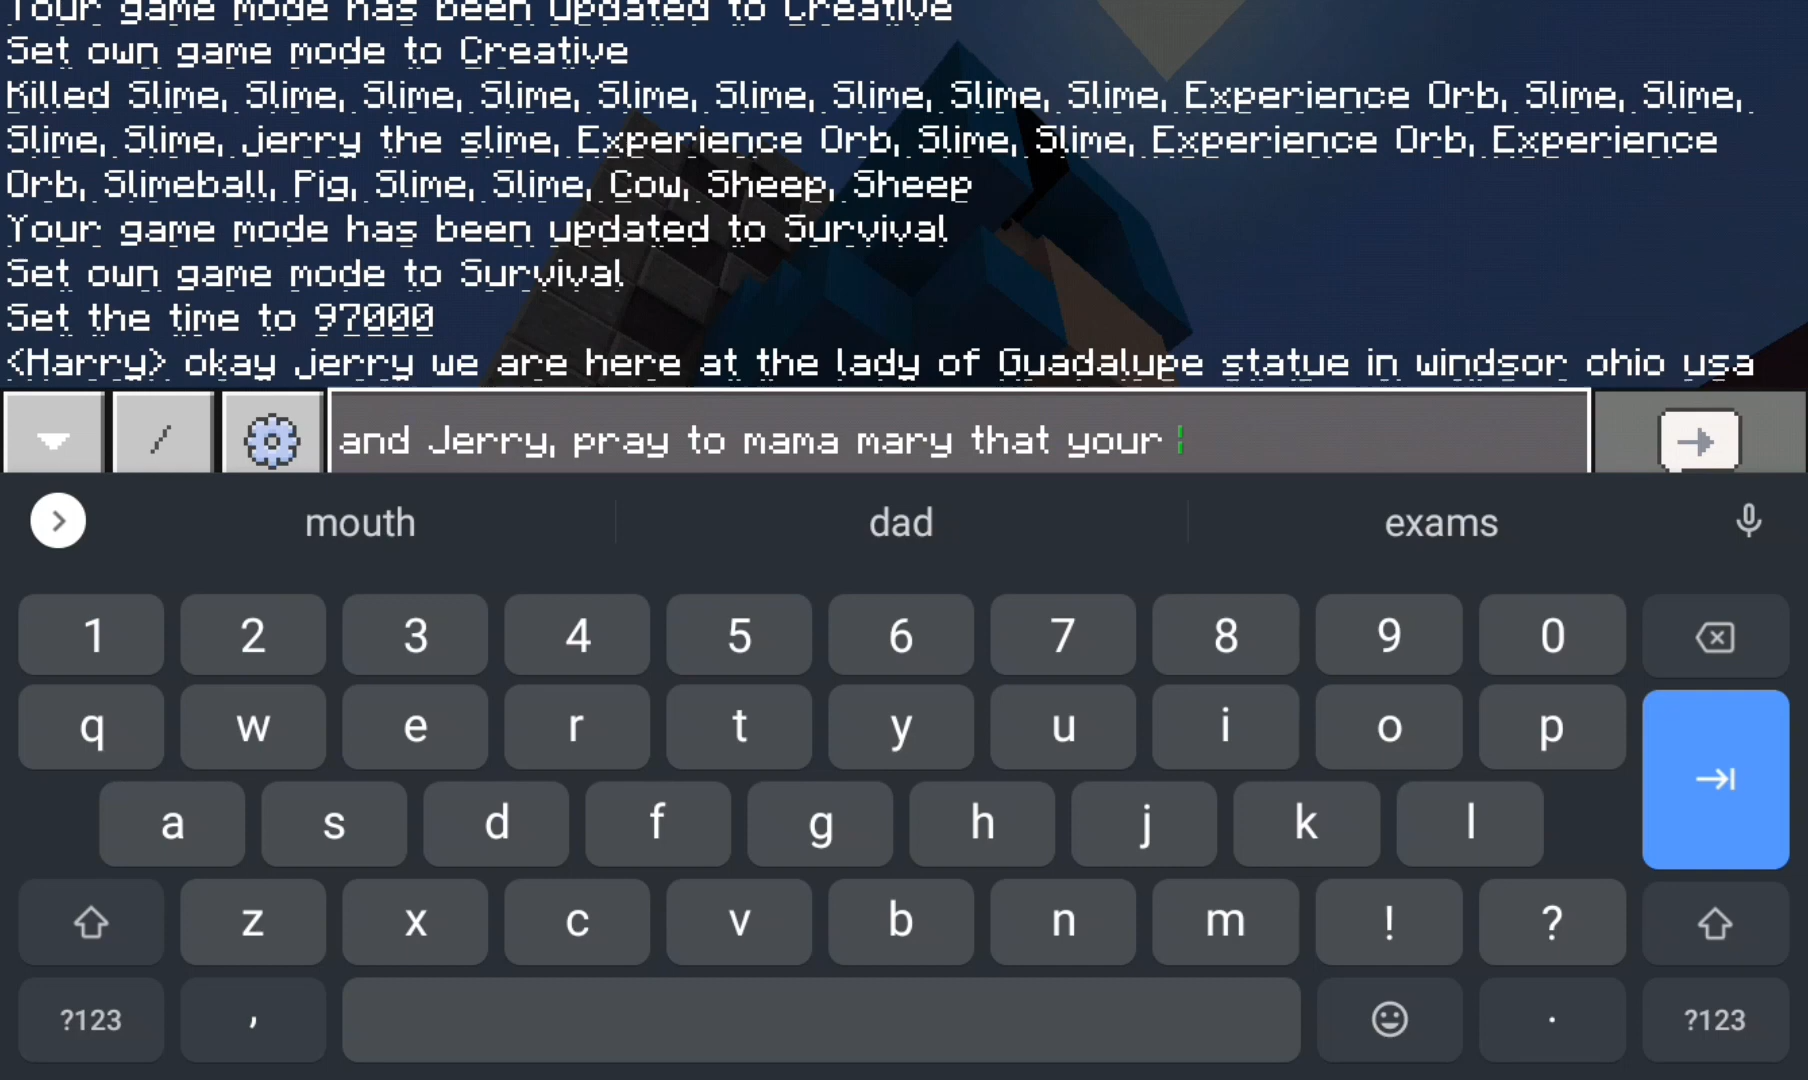 Your game mode has been updated to Creative
Set own game mode to Creative
Killed Slime, Slime, Slime, Slime, Slime, Slime, Slime, Slime, Slime, Experience Orb, Slime, Slime,
Slime, Slime, jerry the slime, Experience Orb, Slime, Slime, Experience Orb, Experience
Orb, Slimeball, Pig, Slime, Slime, Cow, Sheep, Sheep
Your game mode has been updated to Survival
Set own game mode to Survival
Set the time to 97000
<Harry> okay jerry we are here at the lady of Guadalupe statue in windsor ohio usa
/ and Jerry, pray to mama mary that your
mouth dad exams
1 2 3 4 5 6 7 8 9 0
q w e r t y u i o p
a s d f g h j k l
z x c v b n m ! ?
?123 , . ?123